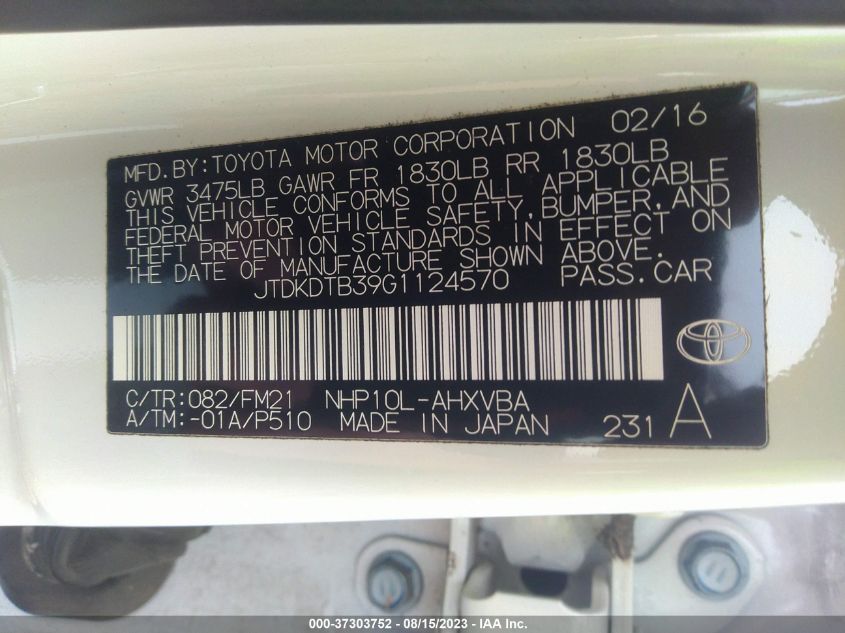 MFD.BY:TOYOTA MOTOR CORPORATION 02/16
GVWR 3475LB GAWR FR 1830LB RR 1830LB
THIS VEHICLE CONFORMS TO ALL APPLICABLE
FEDERAL MOTOR VEHICLE SAFETY,BUMPER,AND
THEFT PREVENTION STANDARDS IN EFFECT ON
THE DATE OF MANUFACTURE SHOWN ABOVE.
JTDKDTB39G1124570 PASS.CAR
C/TR:082/FM21 NHP10L-AHXVBA
A/TM:-01A/P510 MADE IN JAPAN 231 A
000-37303752 - 08/15/2023 - IAA Inc.